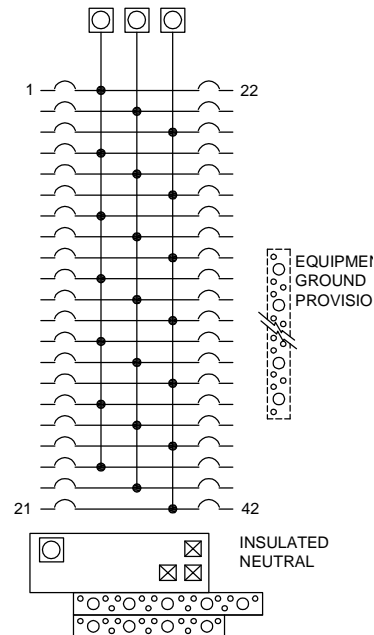 1 22
EQUIPMEN
GROUND
PROVISIO
21 42
INSULATED
NEUTRAL